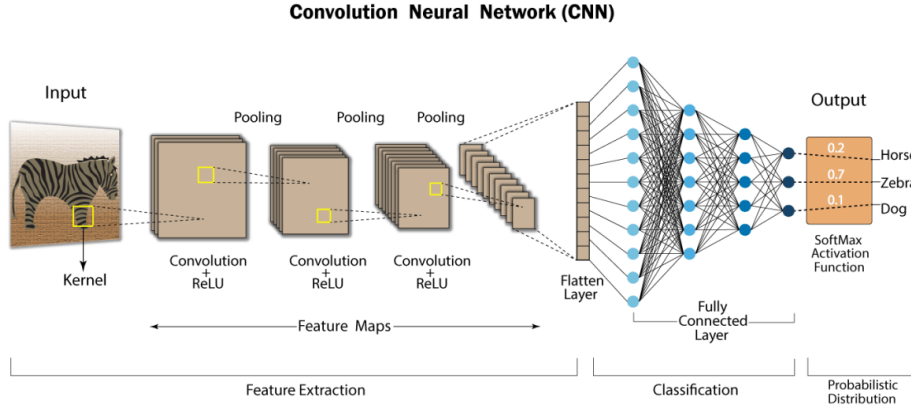 Convolution Neural Network (CNN)
Input
Pooling
Pooling
Pooling
Output
0.2
Horse
0.7
Zebra
0.1
Dog
Kernel
Convolution
+
ReLU
Convolution
+
ReLU
Convolution
+
ReLU
Flatten
Layer
SoftMax
Activation
Function
Feature Maps
Fully
Connected
Layer
Feature Extraction
Classification
Probabilistic
Distribution